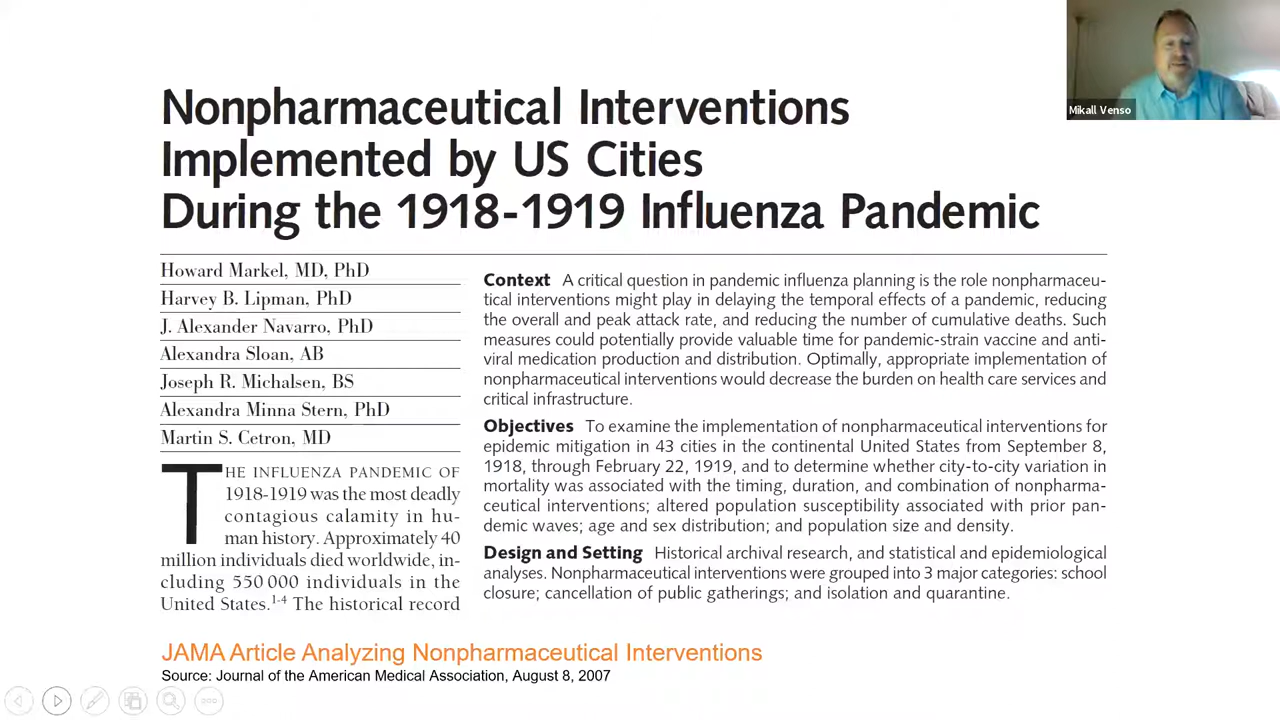 Mikall Venso
Nonpharmaceutical Interventions
Implemented by US Cities
During the 1918-1919 Influenza Pandemic
Howard Markel, MD, PhD
Harvey B. Lipman, PhD
J. Alexander Navarro, PhD
Alexandra Sloan, AB
Joseph R. Michalsen, BS
Alexandra Minna Stern, PhD
Martin S. Cetron, MD
THE INFLUENZA PANDEMIC OF
1918-1919 was the most deadly
contagious calamity in hu-
man history. Approximately 40
million individuals died worldwide, in-
cluding 550 000 individuals in the
United States.1-4 The historical record
Context A critical question in pandemic influenza planning is the role nonpharmaceu-
tical interventions might play in delaying the temporal effects of a pandemic, reducing
the overall and peak attack rate, and reducing the number of cumulative deaths. Such
measures could potentially provide valuable time for pandemic-strain vaccine and anti-
viral medication production and distribution. Optimally, appropriate implementation of
nonpharmaceutical interventions would decrease the burden on health care services and
critical infrastructure.
Objectives To examine the implementation of nonpharmaceutical interventions for
epidemic mitigation in 43 cities in the continental United States from September 8,
1918, through February 22, 1919, and to determine whether city-to-city variation in
mortality was associated with the timing, duration, and combination of nonpharma-
ceutical interventions; altered population susceptibility associated with prior pan-
demic waves; age and sex distribution; and population size and density.
Design and Setting Historical archival research, and statistical and epidemiological
analyses. Nonpharmaceutical interventions were grouped into 3 major categories: school
closure; cancellation of public gatherings; and isolation and quarantine.
JAMA Article Analyzing Nonpharmaceutical Interventions
Source: Journal of the American Medical Association, August 8, 2007